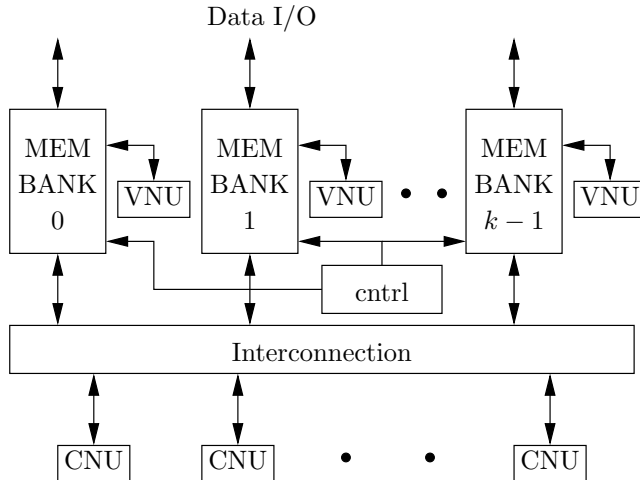 Data I/O
MEM
BANK
0
VNU
MEM
BANK
1
VNU
MEM
BANK
k − 1
VNU
cntrl
Interconnection
CNU
CNU
CNU